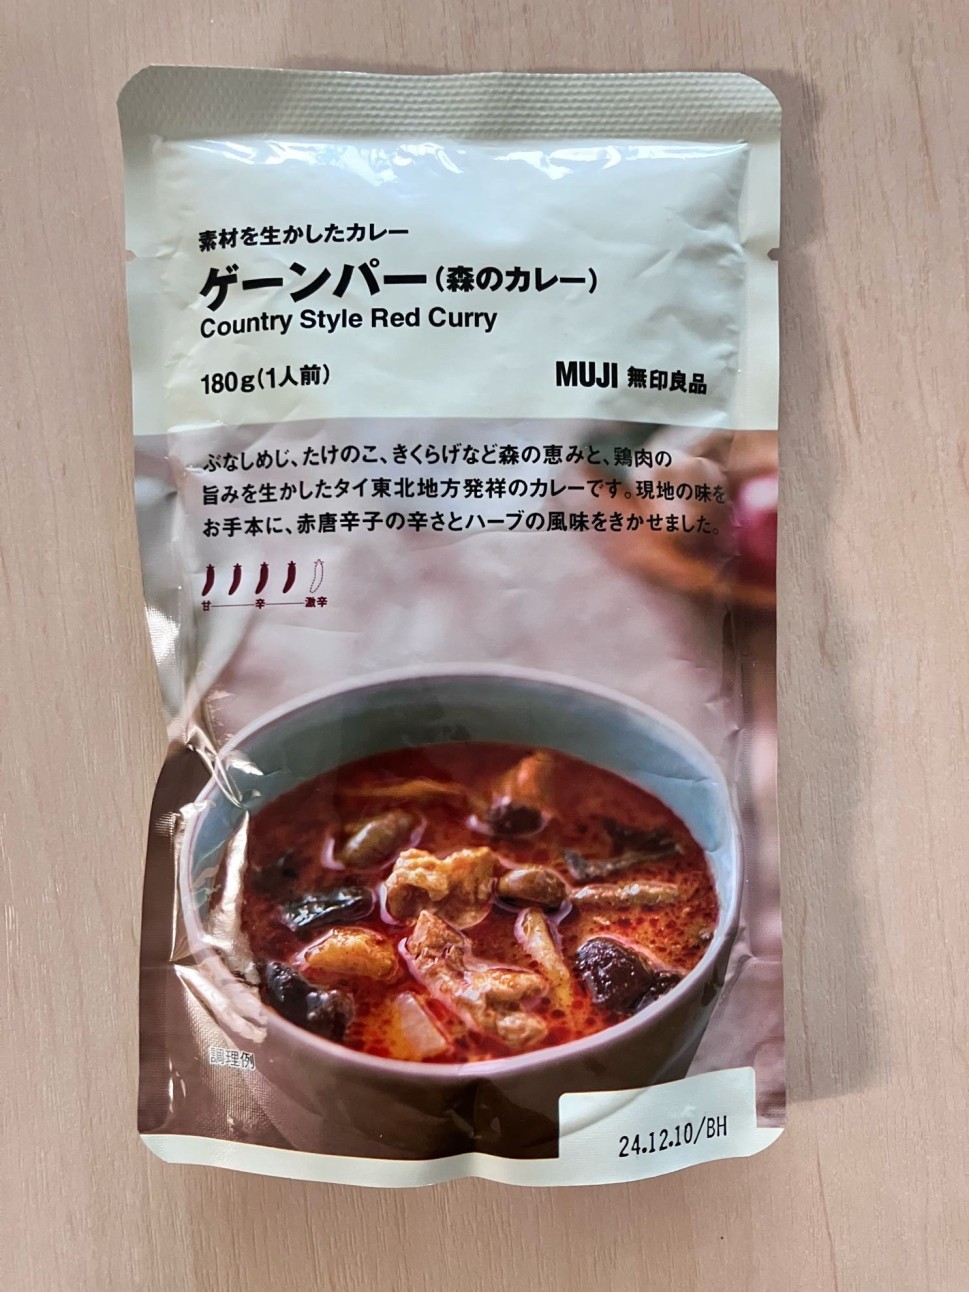 素材を生かしたカレー
ゲーンパー(森のカレー)
Country Style Red Curry
180g(1人前)
MUJI 無印良品
ぶなしめじ、たけのこ、きくらげなど森の恵みと、鶏肉の
旨みを生かしたタイ東北地方発祥のカレーです。現地の味を
お手本に、赤唐辛子の辛さとハーブの風味をきかせました。
甘 辛 激辛
調理例
24.12.10/BH